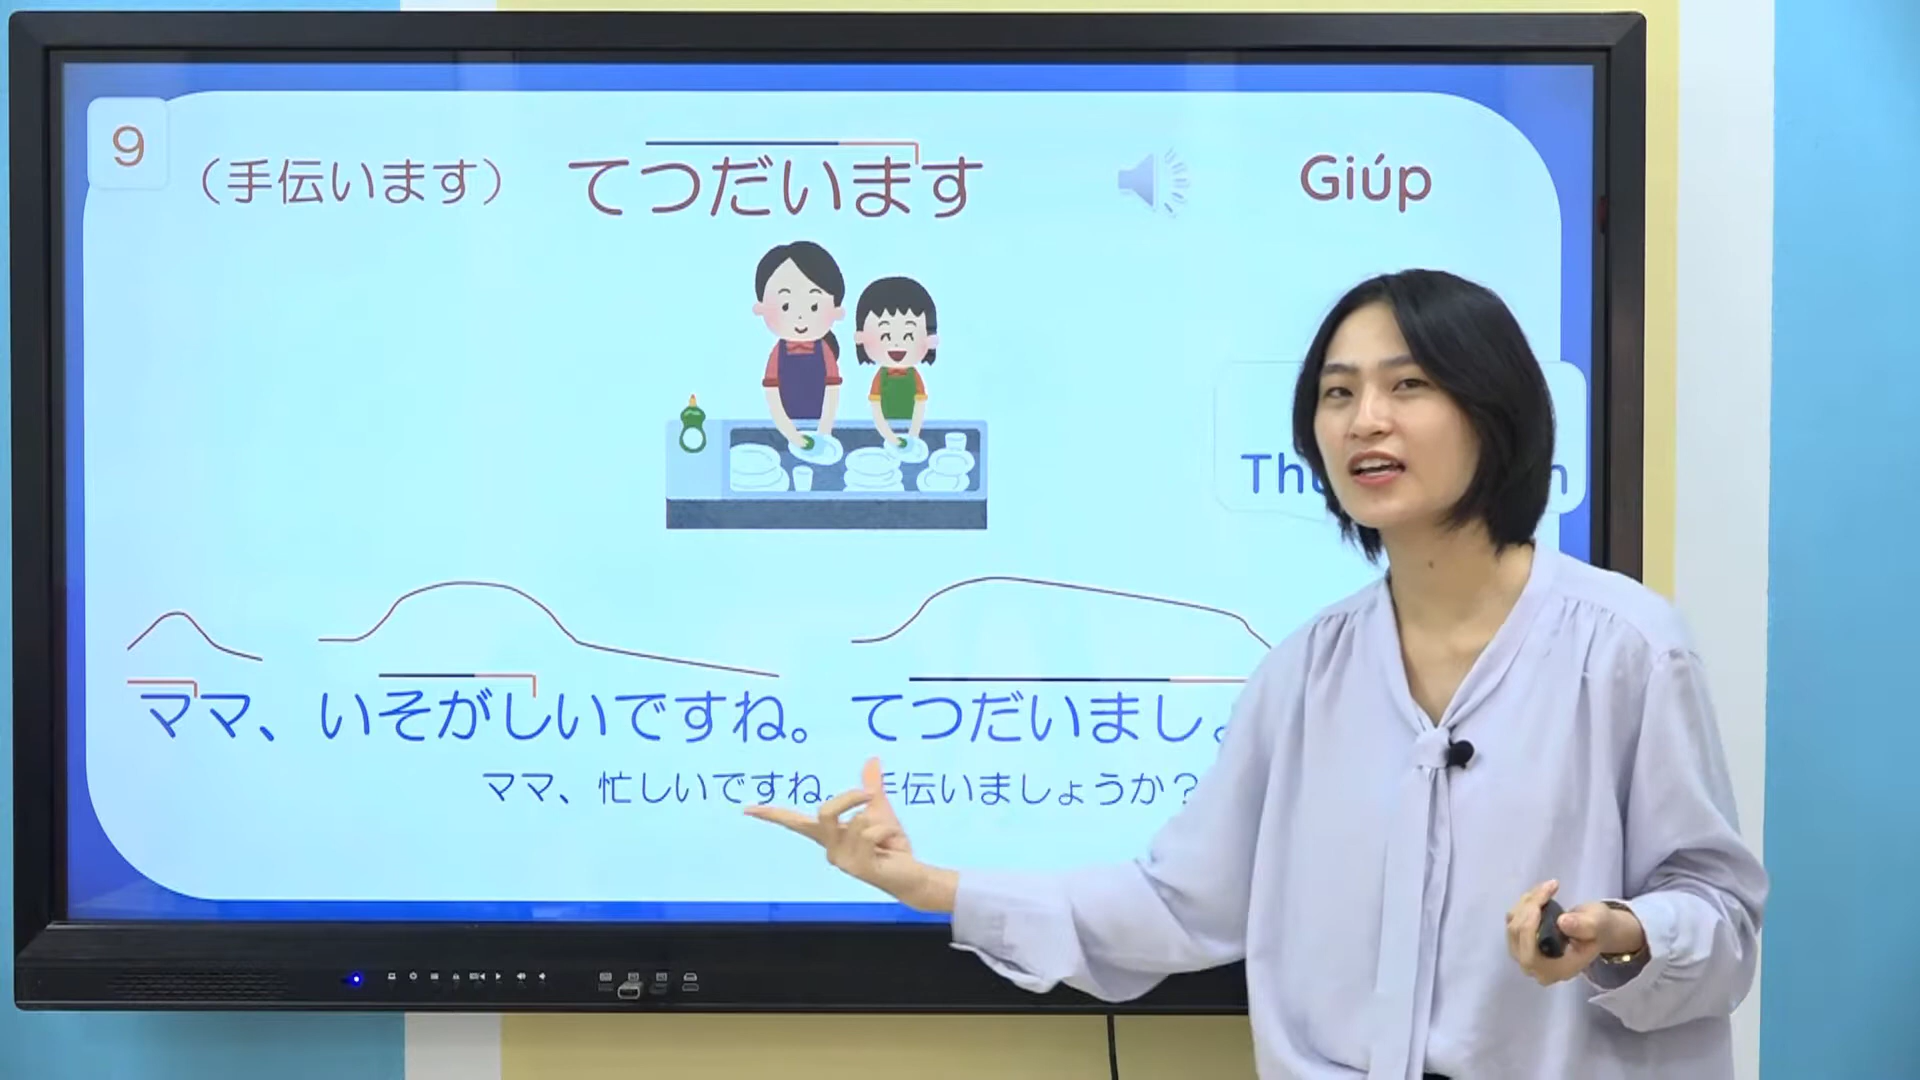 9
（手伝います） てつだいます Giúp
ママ、いそがしいですね。てつだいまし
ママ、忙しいですね。手伝いましょうか？